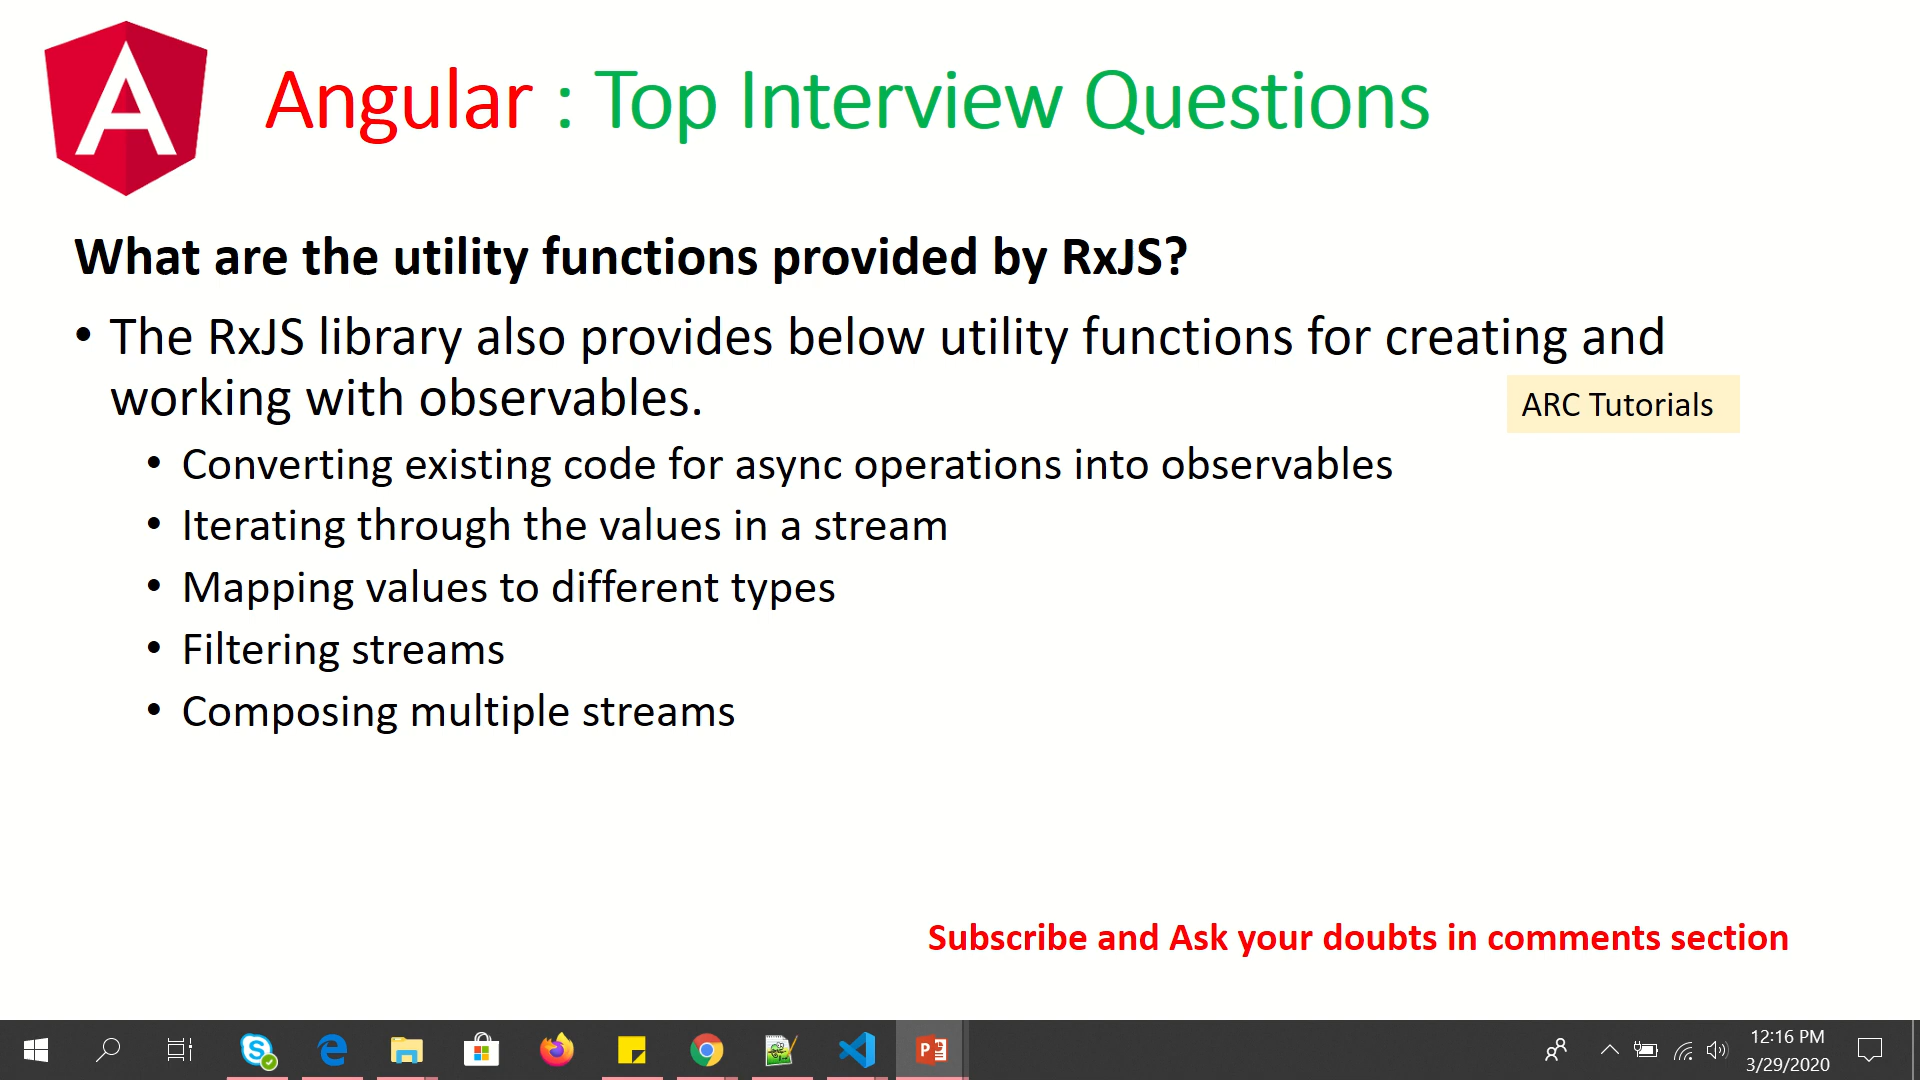 Angular : Top Interview Questions
What are the utility functions provided by RxJS?
• The RxJS library also provides below utility functions for creating and
working with observables.
ARC Tutorials
• Converting existing code for async operations into observables
• Iterating through the values in a stream
• Mapping values to different types
• Filtering streams
• Composing multiple streams
Subscribe and Ask your doubts in comments section
12:16 PM
3/29/2020